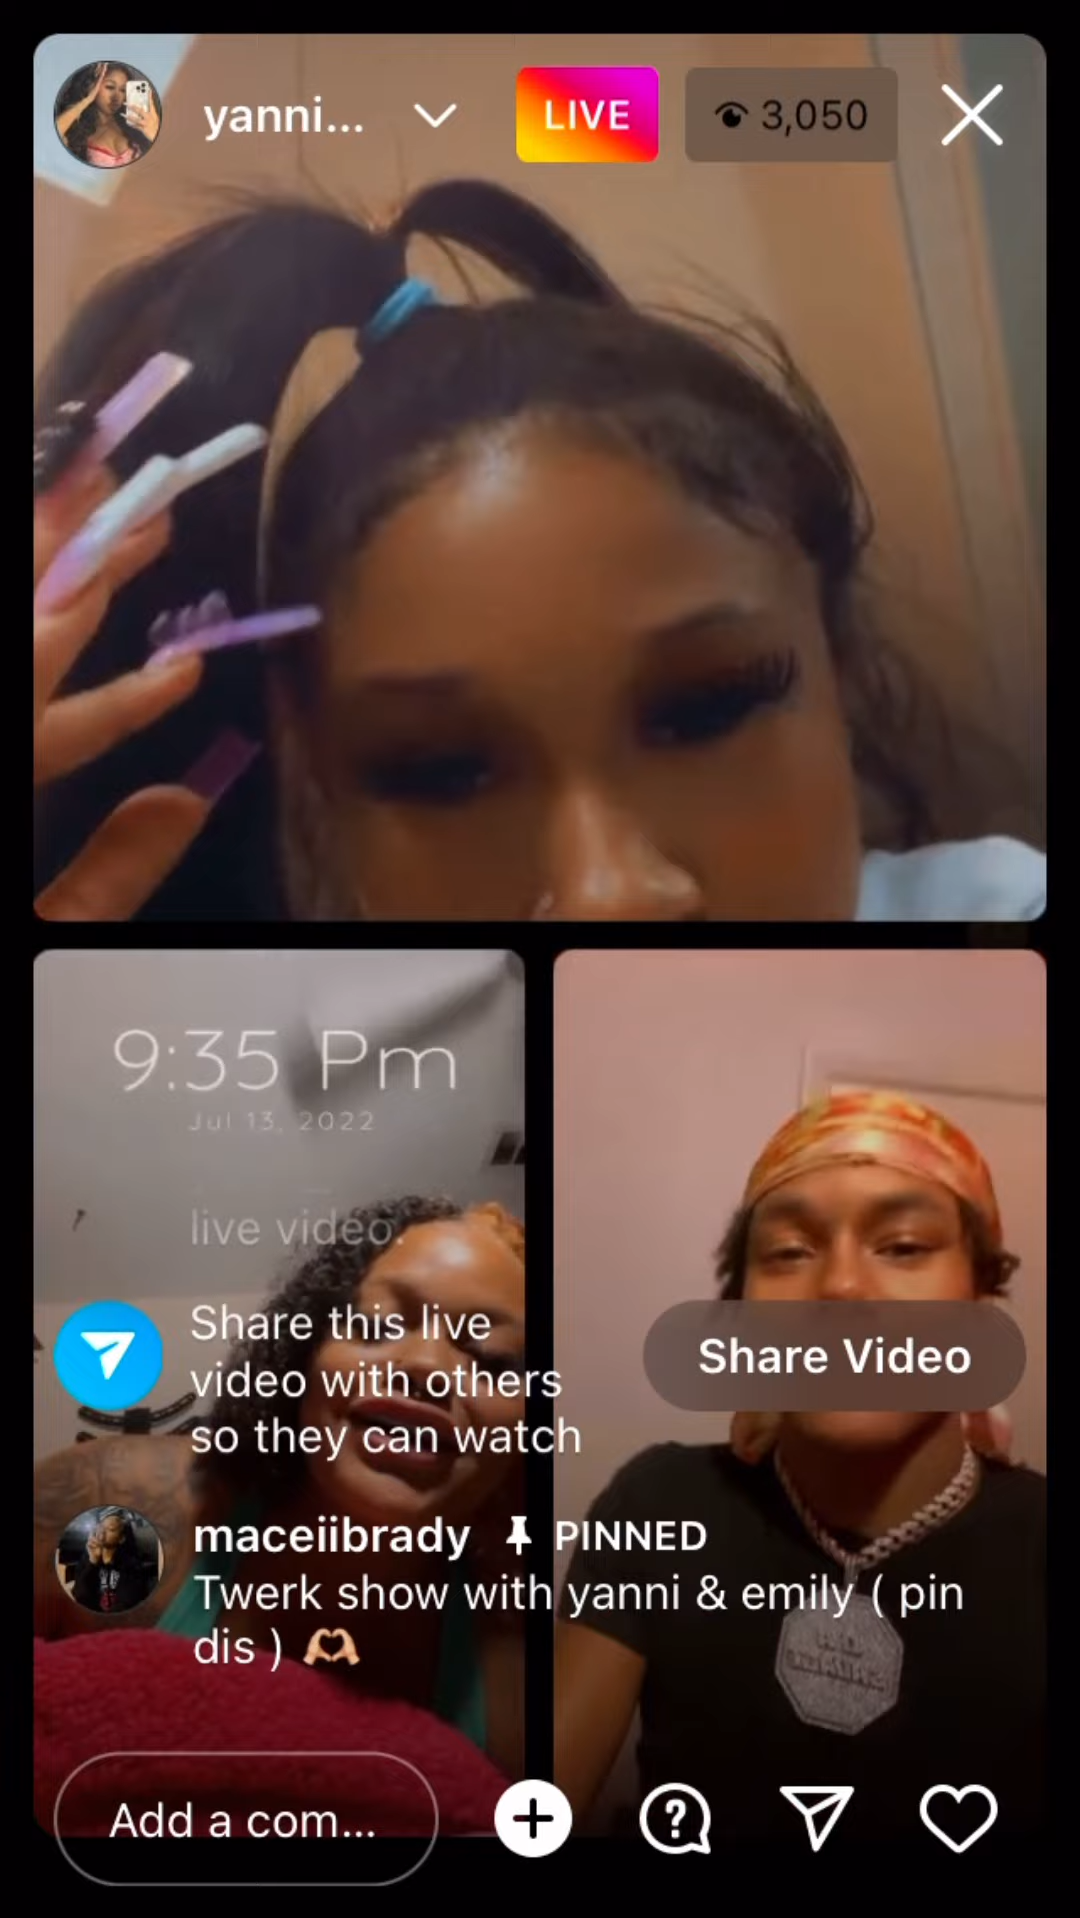 yanni...
LIVE
3,050
9:35 Pm
Jul 13, 2022
live video.
Share this live
video with others
so they can watch
Share Video
maceiibrady PINNED
Twerk show with yanni & emily ( pin
dis ) 🫶🏼
Add a com...